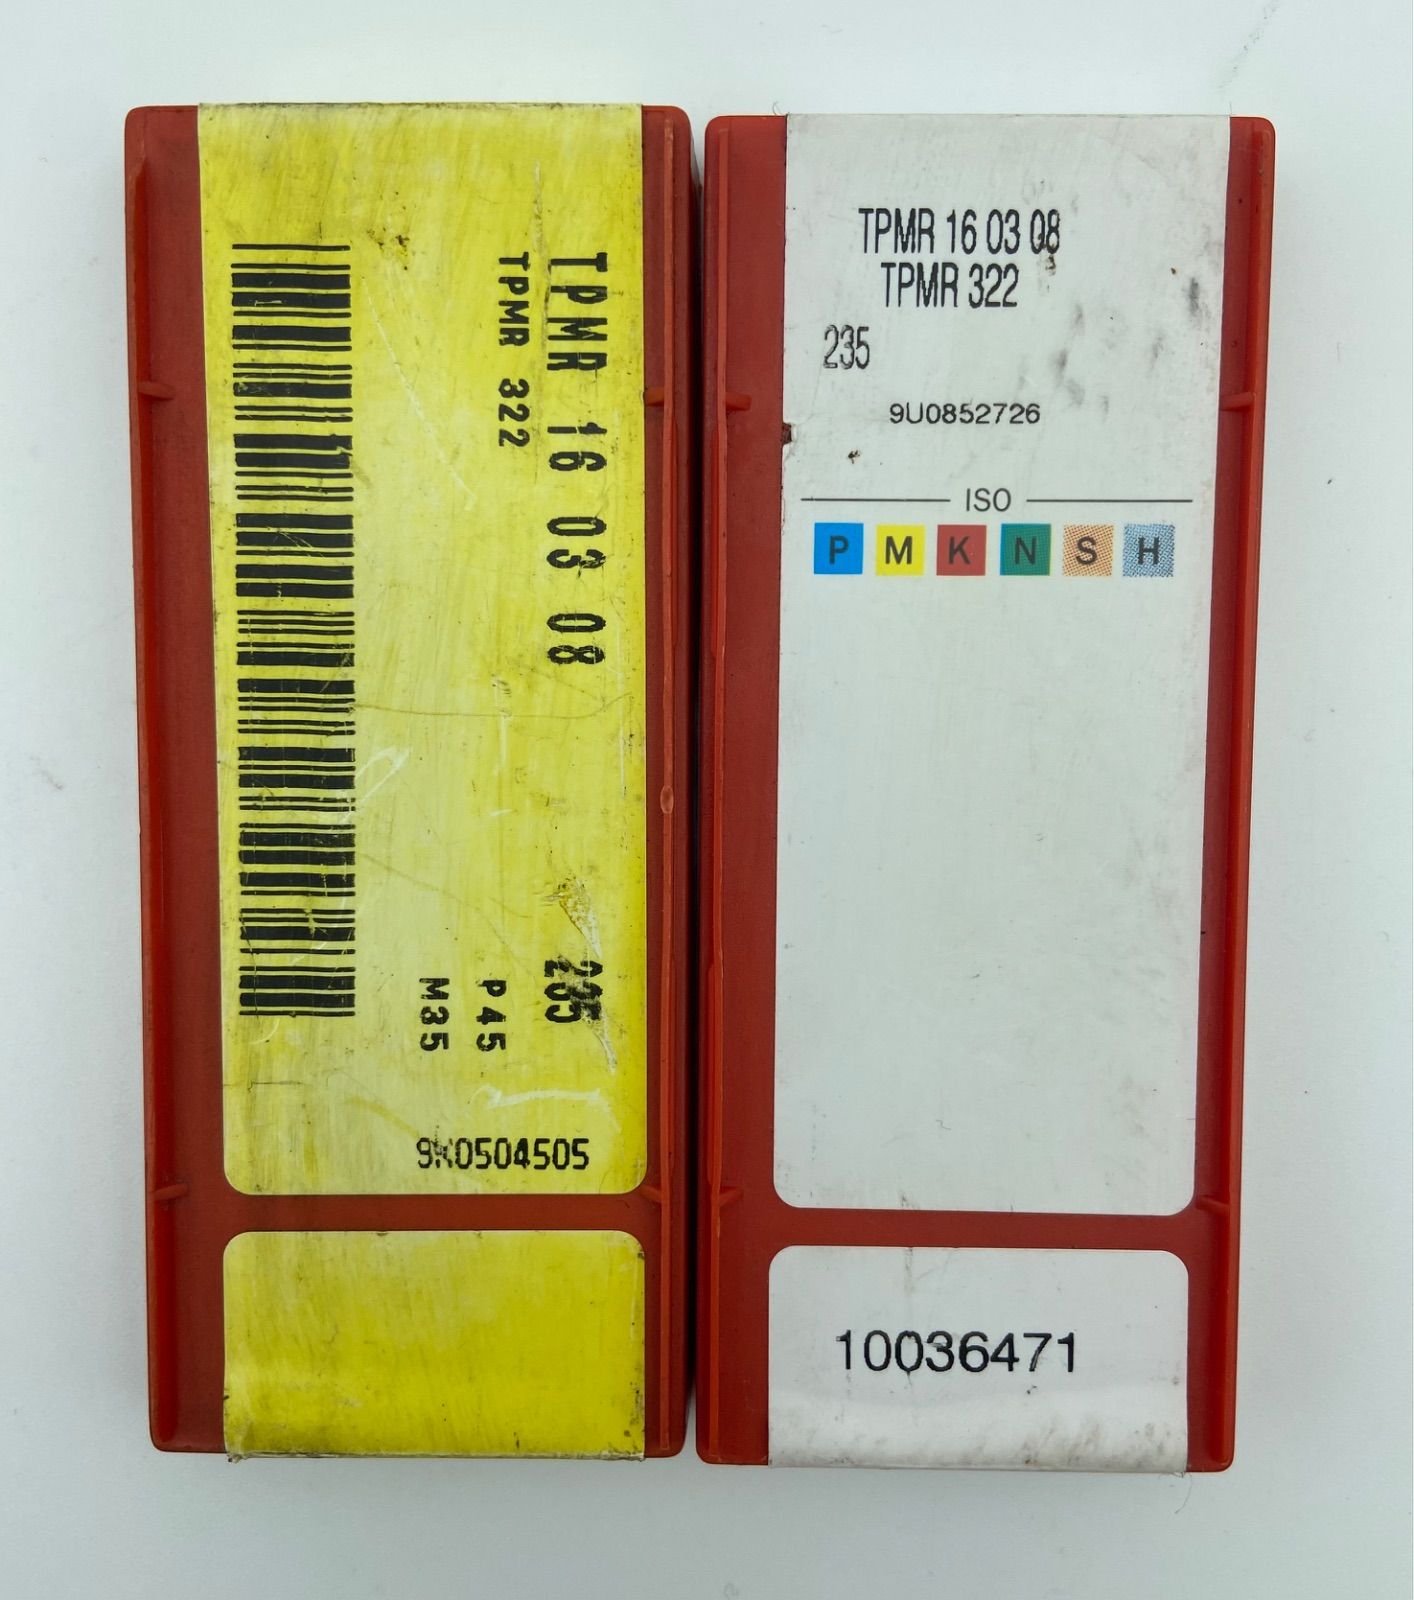 TPMR 16 03 08
TPMR 322
235
P45
M35
TPMR 16 03 08
TPMR 322
235
9U0852726
ISO
P M K N S H
10036471